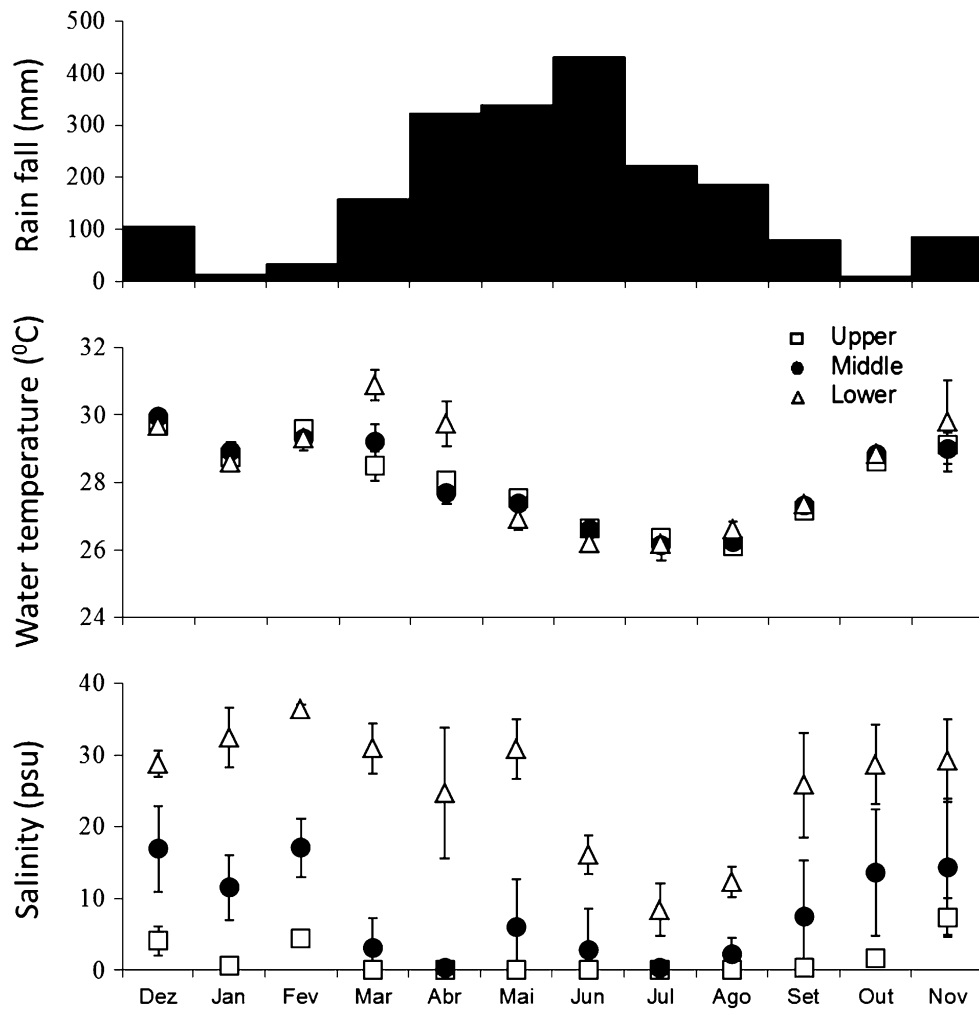 Rain fall (mm)
500
400
300
200
100
0
Water temperature (⁰C)
32
30
28
26
24
Upper
Middle
Lower
Salinity (psu)
40
30
20
10
0
Dez Jan Fev Mar Abr Mai Jun Jul Ago Set Out Nov